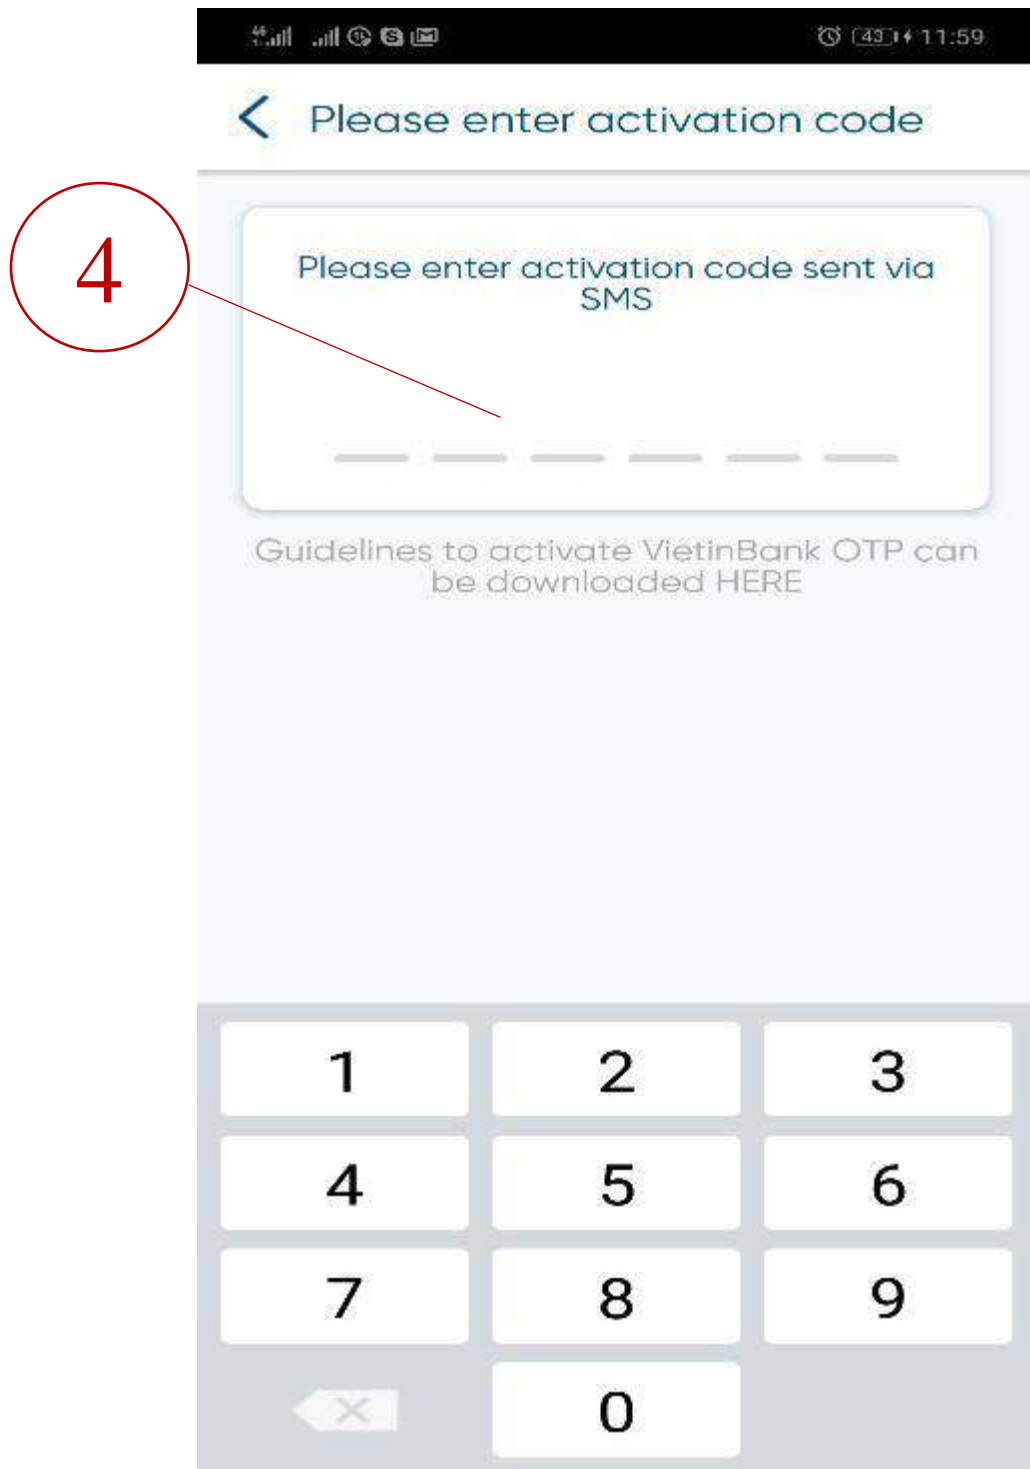 43 11:59
Please enter activation code
4
Please enter activation code sent via
SMS
Guidelines to activate VietinBank OTP can
be downloaded HERE
1 2 3
4 5 6
7 8 9
0